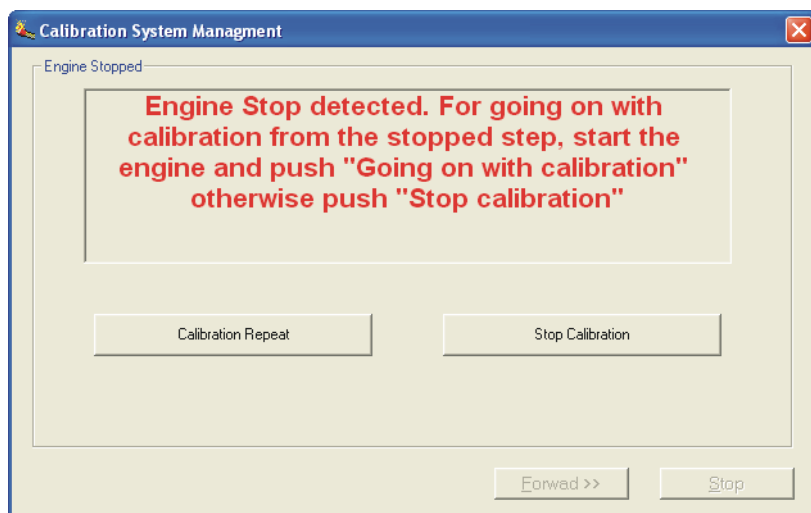 Calibration System Managment
Engine Stopped
Engine Stop detected. For going on with
calibration from the stopped step, start the
engine and push "Going on with calibration"
otherwise push "Stop calibration"
Calibration Repeat
Stop Calibration
Forwad >>
Stop